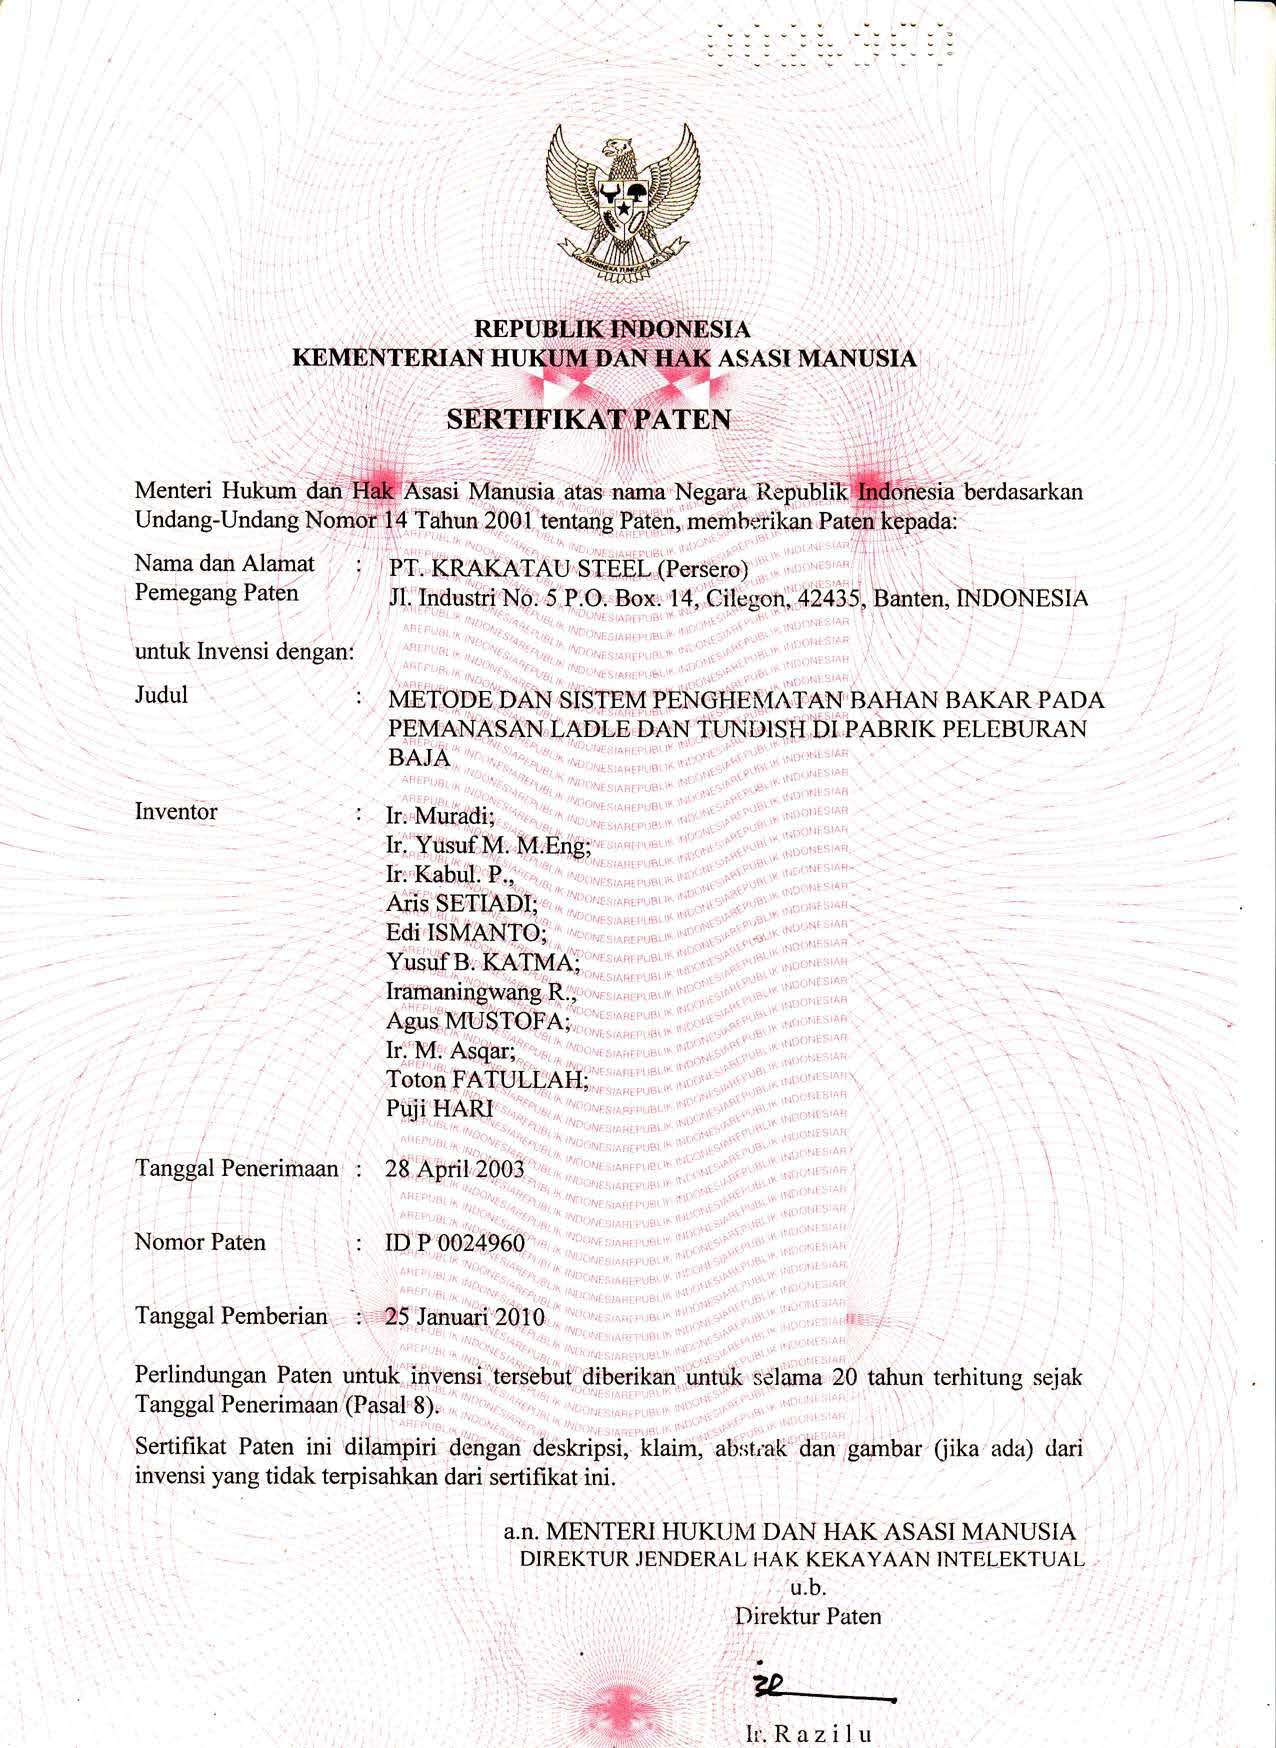 0024960
BHINNEKA TUNGGAL IKA
REPUBLIK INDONESIA
KEMENTERIAN HUKUM DAN HAK ASASI MANUSIA
SERTIFIKAT PATEN
Menteri Hukum dan Hak Asasi Manusia atas nama Negara Republik Indonesia berdasarkan
Undang-Undang Nomor 14 Tahun 2001 tentang Paten, memberikan Paten kepada:
Nama dan Alamat : PT. KRAKATAU STEEL (Persero)
Pemegang Paten Jl. Industri No. 5 P.O. Box. 14, Cilegon, 42435, Banten, INDONESIA
untuk Invensi dengan:
Judul : METODE DAN SISTEM PENGHEMATAN BAHAN BAKAR PADA
PEMANASAN LADLE DAN TUNDISH DI PABRIK PELEBURAN
BAJA
Inventor : Ir. Muradi;
Ir. Yusuf M. M.Eng;
Ir. Kabul. P.,
Aris SETIADI;
Edi ISMANTO;
Yusuf B. KATMA;
Iramaningwang R.,
Agus MUSTOFA;
Ir. M. Asqar;
Toton FATULLAH;
Puji HARI
Tanggal Penerimaan : 28 April 2003
Nomor Paten : ID P 0024960
Tanggal Pemberian : 25 Januari 2010
Perlindungan Paten untuk invensi tersebut diberikan untuk selama 20 tahun terhitung sejak
Tanggal Penerimaan (Pasal 8).
Sertifikat Paten ini dilampiri dengan deskripsi, klaim, abstrak dan gambar (jika ada) dari
invensi yang tidak terpisahkan dari sertifikat ini.
a.n. MENTERI HUKUM DAN HAK ASASI MANUSIA
DIREKTUR JENDERAL HAK KEKAYAAN INTELEKTUAL
u.b.
Direktur Paten
Ir. R a z i l u